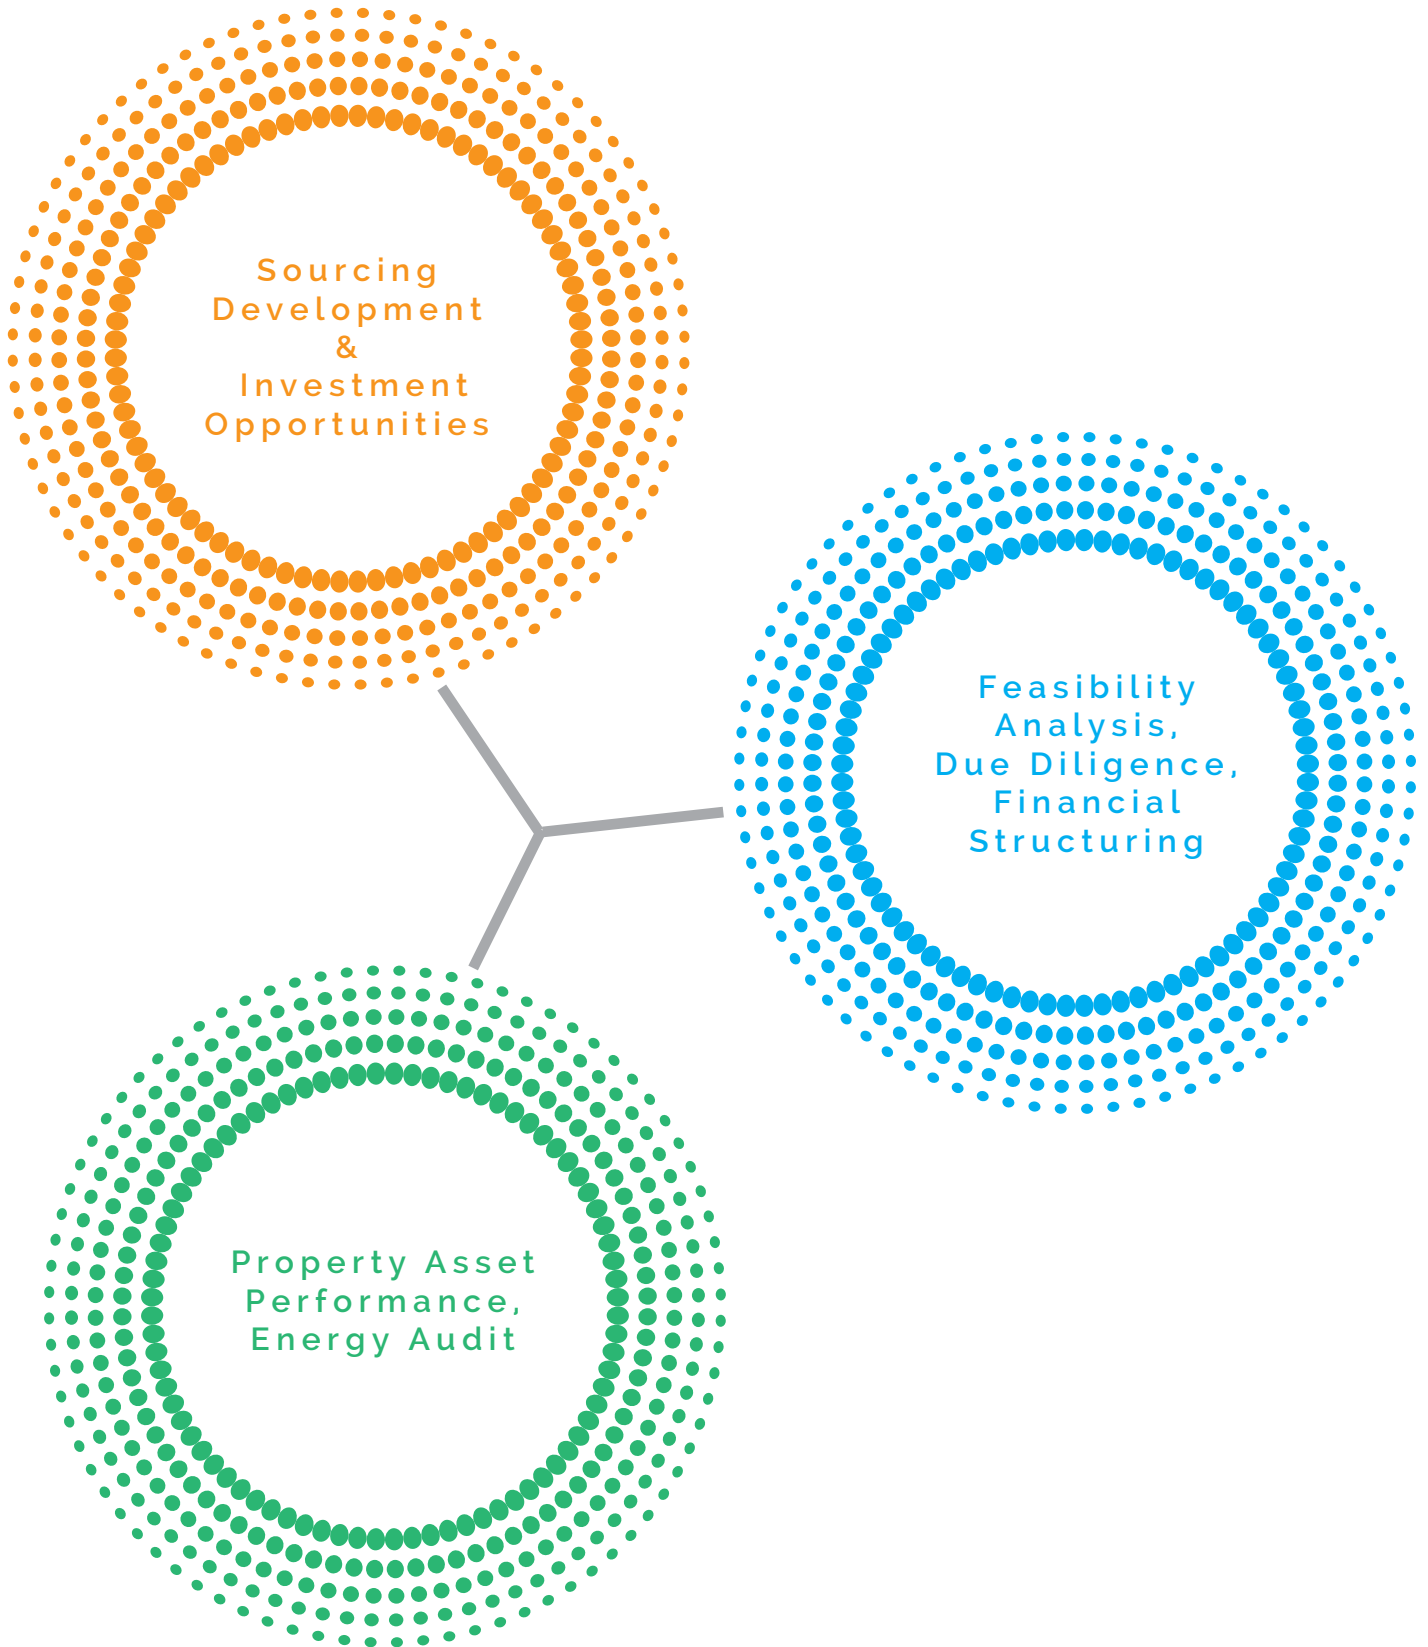 Sourcing
Development
&
Investment
Opportunities
Feasibility
Analysis,
Due Diligence,
Financial
Structuring
Property Asset
Performance,
Energy Audit